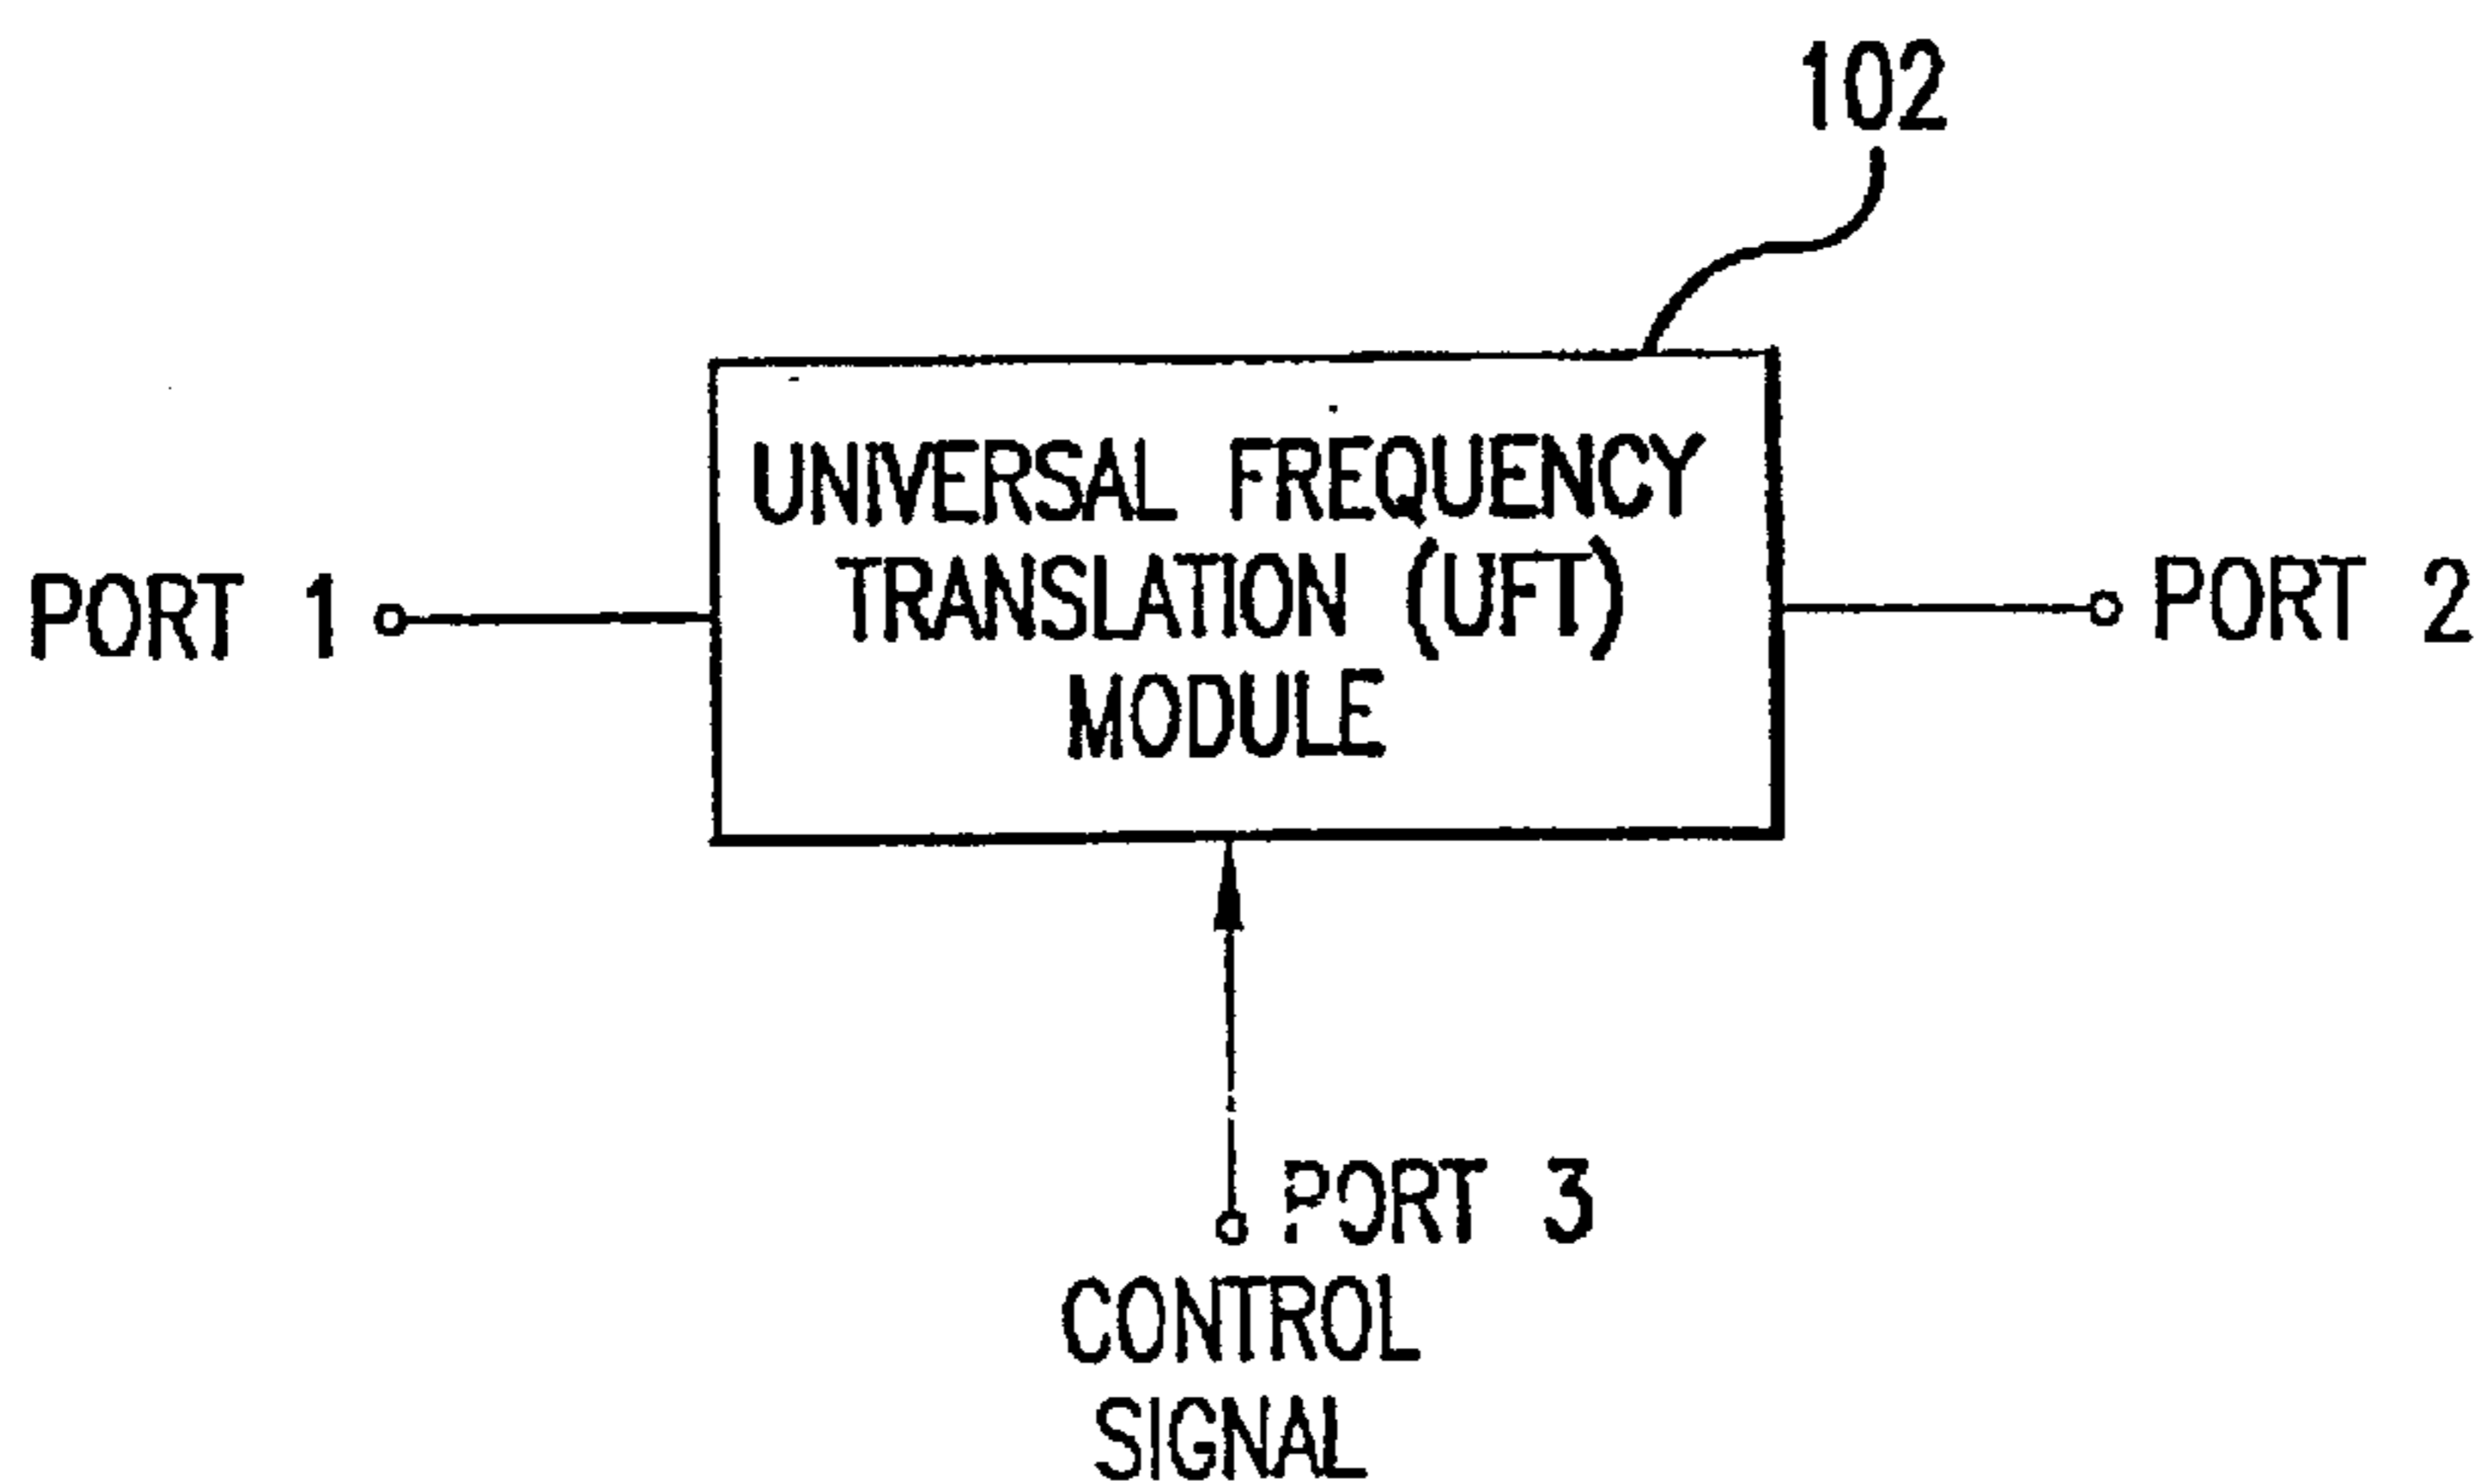 102
UNIVERSAL FREQUENCY
TRANSLATION (UFT)
MODULE
PORT 1
PORT 2
PORT 3
CONTROL
SIGNAL